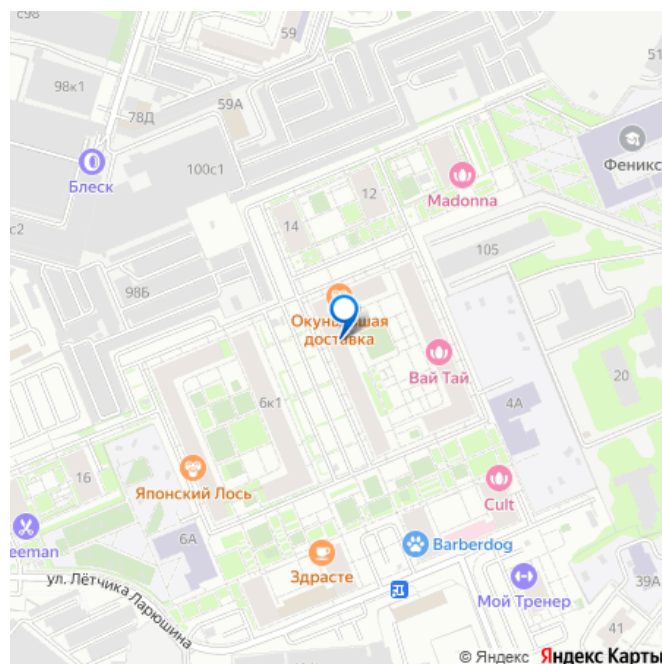 с98
59
51
98к1
59А
78Д
Блеск
100с1
Феникс
12
Madonna
14
с2
105
98Б
Окунь
шая
доставка
Вай Тай
20
6к1
4А
16
Японский Лось
Cult
eeman
6А
Barberdog
Здрасте
ул. Лётчика Ларюшина
Мой Тренер
39А
41
© Яндекс Яндекс Карты